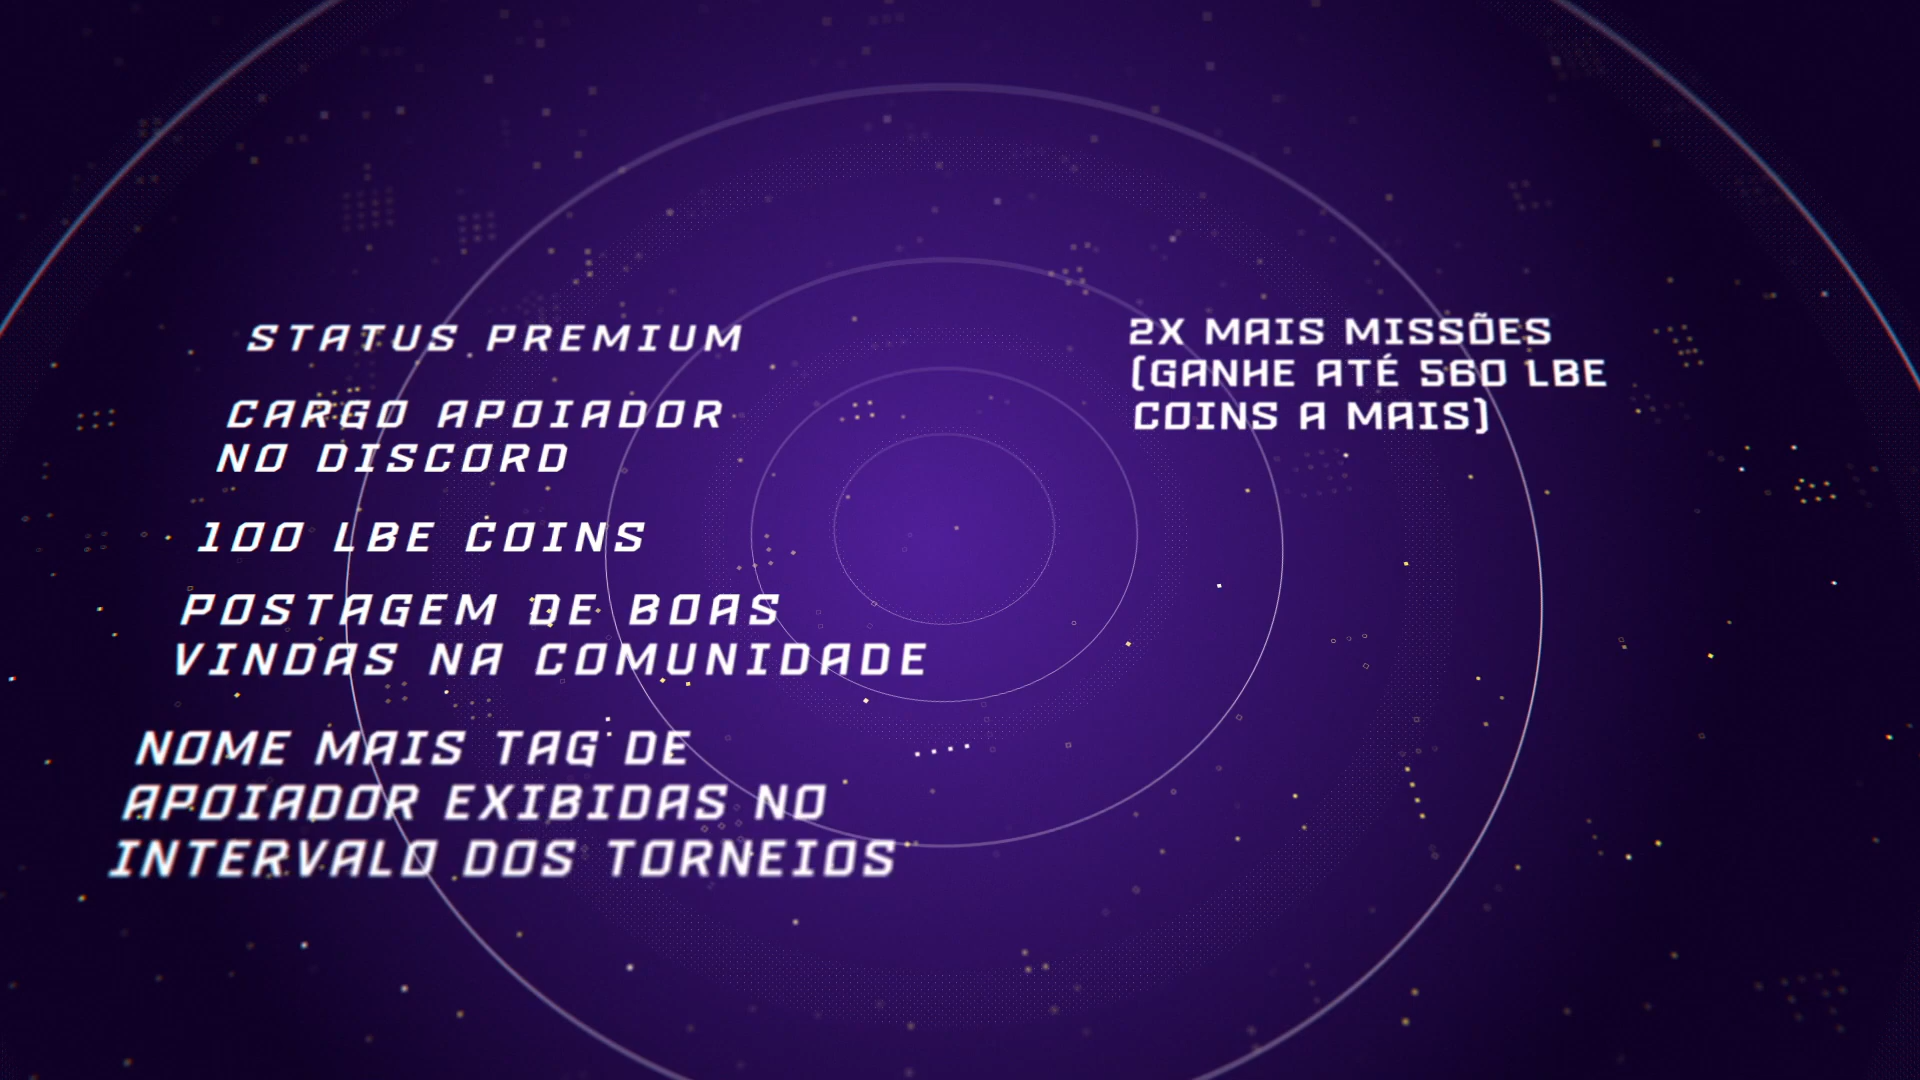 STATUS PREMIUM
CARGO APOIADOR
NO DISCORD
100 LBE COINS
POSTAGEM DE BOAS
VINDAS NA COMUNIDADE
NOME MAIS TAG DE
APOIADOR EXIBIDAS NO
INTERVALO DOS TORNEIOS
2X MAIS MISSÕES
(GANHE ATÉ 560 LBE
COINS A MAIS)